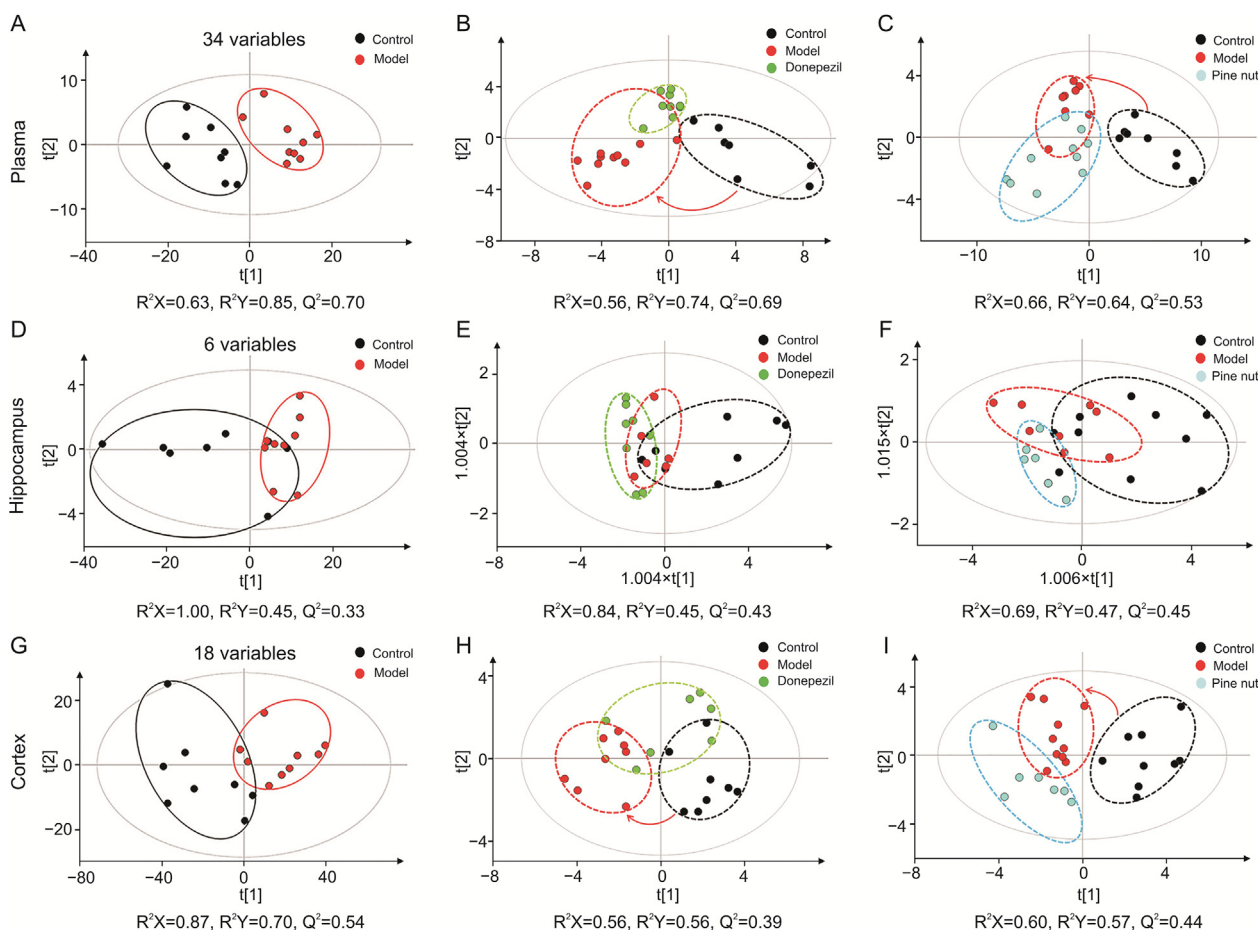 A
34 variables
Control
Model
10
0
−10
t[2]
Plasma
−20
0
20
t[1]
R²X=0.63, R²Y=0.85, Q²=0.70
B
Control
Model
Donepezil
8
4
0
−4
−8
t[2]
−8
−4
0
4
8
t[1]
R²X=0.56, R²Y=0.74, Q²=0.69
C
Control
Model
Pine nut
4
0
−4
t[2]
−10
0
10
t[1]
R²X=0.66, R²Y=0.64, Q²=0.53
D
6 variables
Control
Model
4
0
−4
t[2]
Hippocampus
−40
−20
0
20
t[1]
R²X=1.00, R²Y=0.45, Q²=0.33
E
Control
Model
Donepezil
2
0
−2
1.004×t[2]
−4
0
4
8
1.004×t[1]
R²X=0.84, R²Y=0.45, Q²=0.43
F
Control
Model
Pine nut
2
0
−2
1.015×t[2]
−4
0
4
1.006×t[1]
R²X=0.69, R²Y=0.47, Q²=0.45
G
18 variables
Control
Model
20
0
−20
t[2]
Cortex
−80
−40
0
40
t[1]
R²X=0.87, R²Y=0.70, Q²=0.54
H
Control
Model
Donepezil
4
0
−4
t[2]
−8
−4
0
4
t[1]
R²X=0.56, R²Y=0.56, Q²=0.39
I
Control
Model
Pine nut
4
0
−4
t[2]
−8
−4
0
4
t[1]
R²X=0.60, R²Y=0.57, Q²=0.44